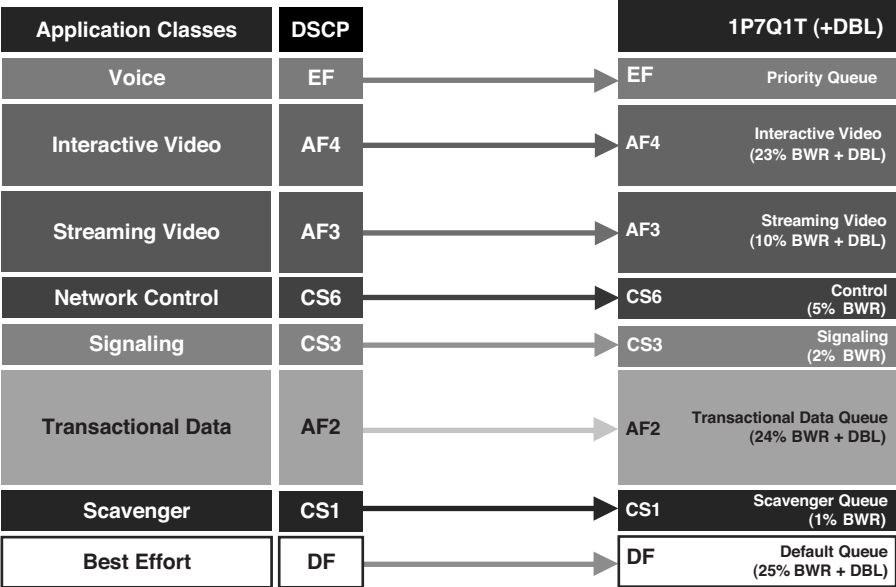 Application Classes DSCP 1P7Q1T (+DBL)
Voice EF EF Priority Queue
Interactive Video AF4 AF4 Interactive Video
(23% BWR + DBL)
Streaming Video AF3 AF3 Streaming Video
(10% BWR + DBL)
Network Control CS6 CS6 Control
(5% BWR)
Signaling CS3 CS3 Signaling
(2% BWR)
Transactional Data AF2 AF2 Transactional Data Queue
(24% BWR + DBL)
Scavenger CS1 CS1 Scavenger Queue
(1% BWR)
Best Effort DF DF Default Queue
(25% BWR + DBL)